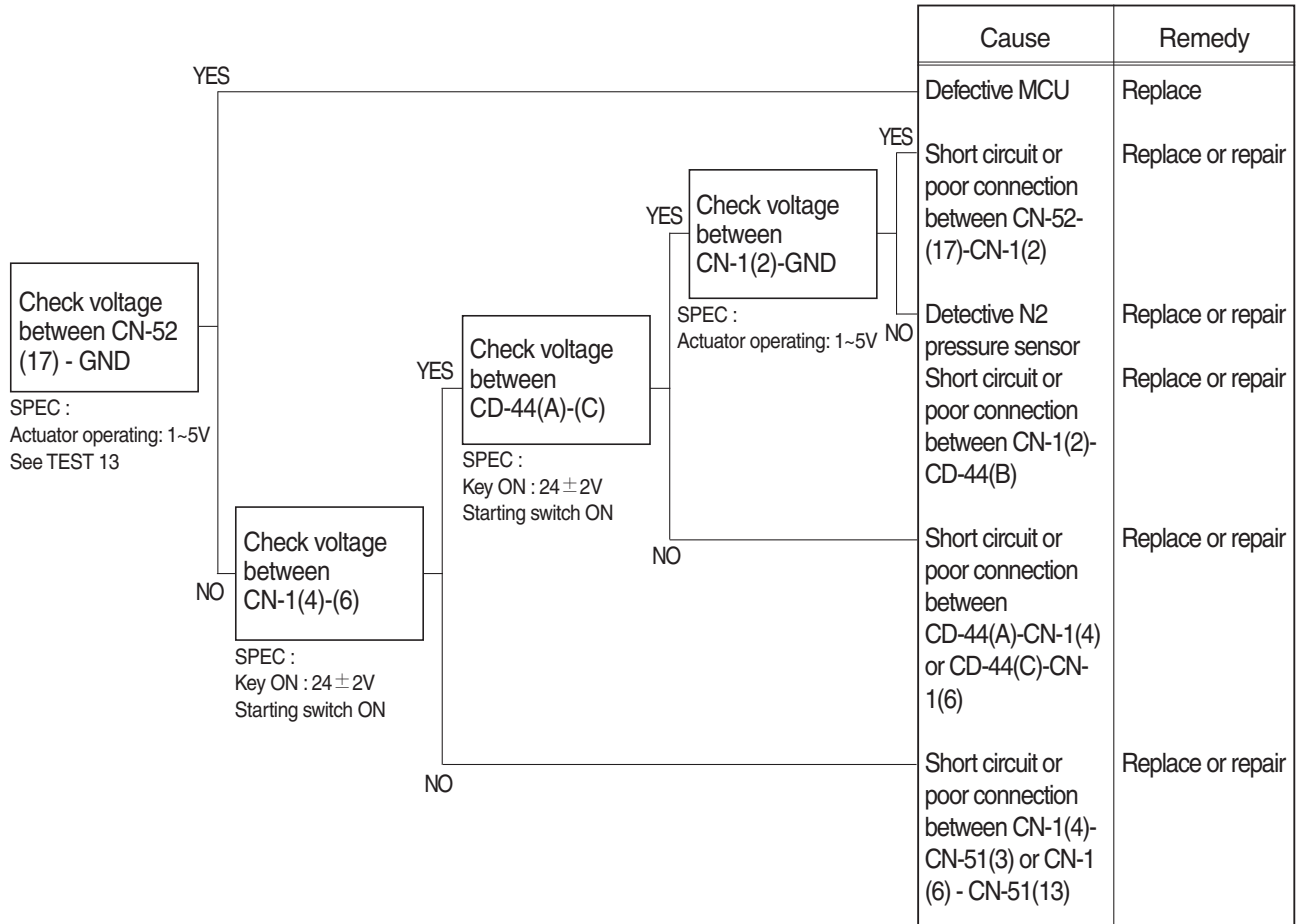 Cause
Remedy
YES
Defective MCU
Replace
YES
Short circuit or
poor connection
between CN-52-
(17)-CN-1(2)
Replace or repair
YES
Check voltage
between
CN-1(2)-GND
SPEC :
Actuator operating: 1~5V
NO
Detective N2
pressure sensor
Replace or repair
Short circuit or
poor connection
between CN-1(2)-
CD-44(B)
Replace or repair
Check voltage
between CN-52
(17) - GND
SPEC :
Actuator operating: 1~5V
See TEST 13
YES
Check voltage
between
CD-44(A)-(C)
SPEC :
Key ON : 24±2V
Starting switch ON
NO
Short circuit or
poor connection
between
CD-44(A)-CN-1(4)
or CD-44(C)-CN-
1(6)
Replace or repair
NO
Check voltage
between
CN-1(4)-(6)
SPEC :
Key ON : 24±2V
Starting switch ON
NO
Short circuit or
poor connection
between CN-1(4)-
CN-51(3) or CN-1
(6) - CN-51(13)
Replace or repair